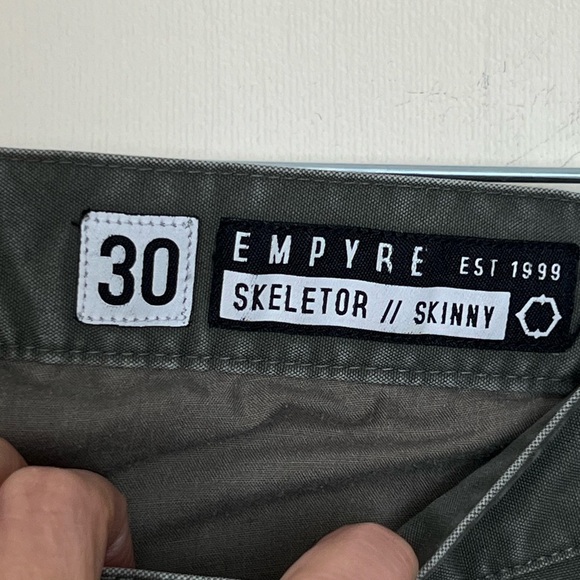 30
EMPYRE EST 1999
SKELETOR // SKINNY